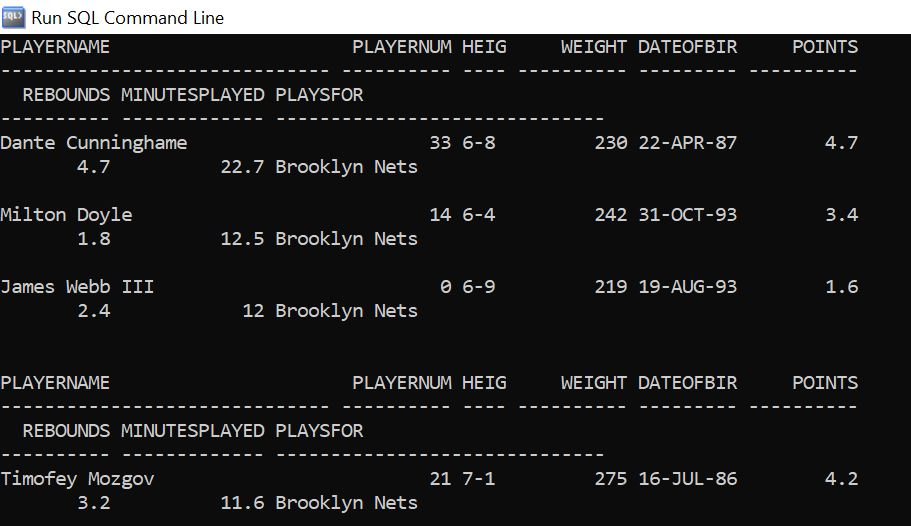 SQL> Run SQL Command Line
PLAYERNAME                     PLAYERNUM HEIG     WEIGHT DATEOFBIR     POINTS
------------------------------ ---------- ---- ---------- --------- ----------
  REBOUNDS MINUTESPLAYED PLAYSFOR
---------- ------------- ------------------------------
Dante Cunninghame                      33 6-8         230 22-APR-87        4.7
       4.7          22.7 Brooklyn Nets
Milton Doyle                           14 6-4         242 31-OCT-93        3.4
       1.8          12.5 Brooklyn Nets
James Webb III                          0 6-9         219 19-AUG-93        1.6
       2.4            12 Brooklyn Nets
PLAYERNAME                     PLAYERNUM HEIG     WEIGHT DATEOFBIR     POINTS
------------------------------ ---------- ---- ---------- --------- ----------
  REBOUNDS MINUTESPLAYED PLAYSFOR
---------- ------------- ------------------------------
Timofey Mozgov                         21 7-1         275 16-JUL-86        4.2
       3.2          11.6 Brooklyn Nets